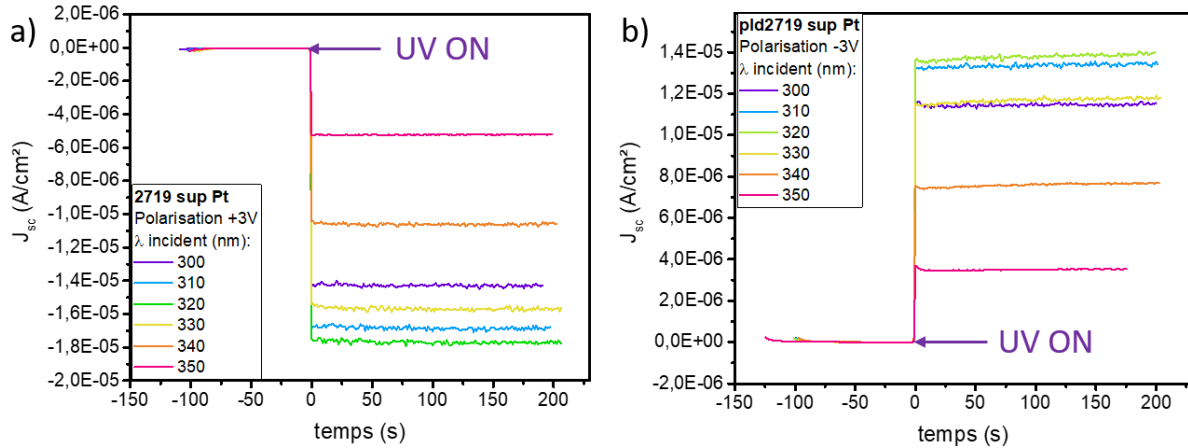 a)
2,0E-06
0,0E+00
-2,0E-06
-4,0E-06
-6,0E-06
-8,0E-06
-1,0E-05
-1,2E-05
-1,4E-05
-1,6E-05
-1,8E-05
-2,0E-05
Jsc (A/cm²)
UV ON
2719 sup Pt
Polarisation +3V
λ incident (nm):
300
310
320
330
340
350
-150 -100 -50 0 50 100 150 200
temps (s)
b)
1,4E-05
1,2E-05
1,0E-05
8,0E-06
6,0E-06
4,0E-06
2,0E-06
0,0E+00
-2,0E-06
Jsc (A/cm²)
pld2719 sup Pt
Polarisation -3V
λ incident (nm):
300
310
320
330
340
350
UV ON
-150 -100 -50 0 50 100 150 200
temps (s)